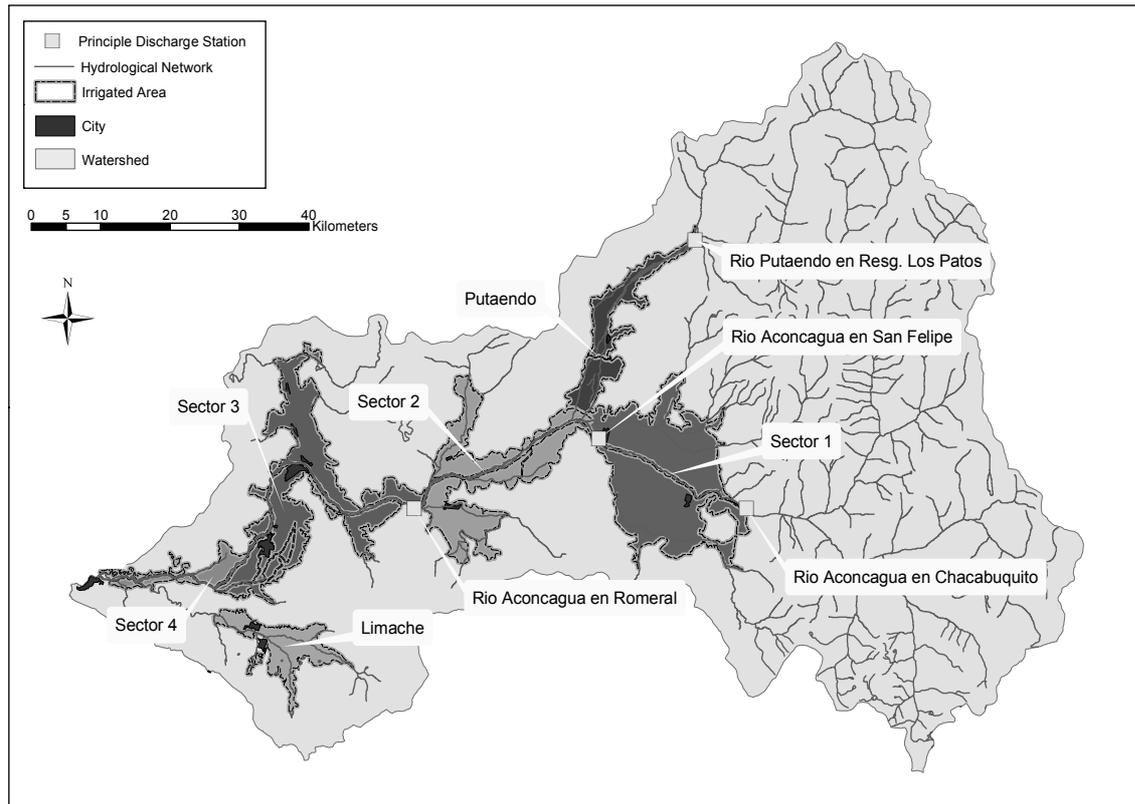 Principle Discharge Station
Hydrological Network
Irrigated Area
City
Watershed
0 5 10 20 30 40
Kilometers
N
Rio Putaendo en Resg. Los Patos
Putaendo
Rio Aconcagua en San Felipe
Sector 3
Sector 2
Sector 1
Rio Aconcagua en Chacabuquito
Rio Aconcagua en Romeral
Sector 4
Limache